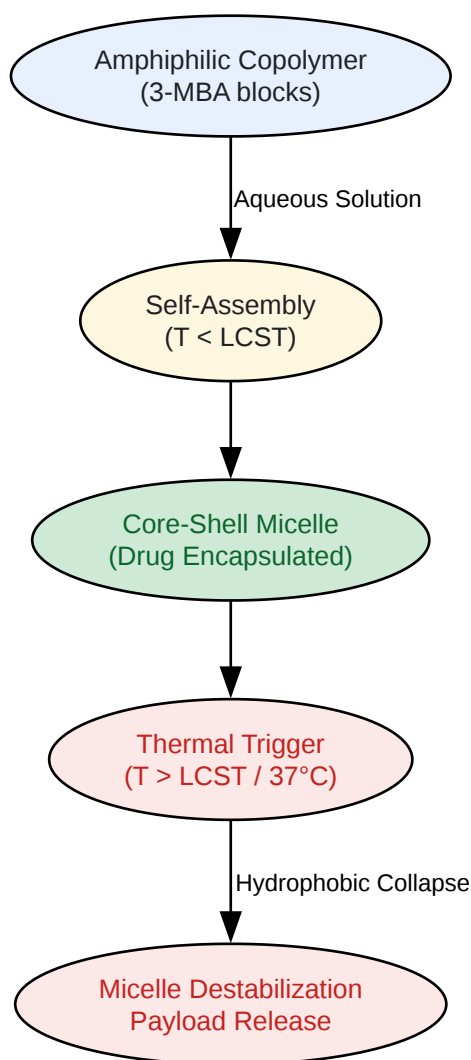 Amphiphilic Copolymer
(3-MBA blocks)
Aqueous Solution
Self-Assembly
(T < LCST)
Core-Shell Micelle
(Drug Encapsulated)
Thermal Trigger
(T > LCST / 37°C)
Hydrophobic Collapse
Micelle Destabilization
Payload Release